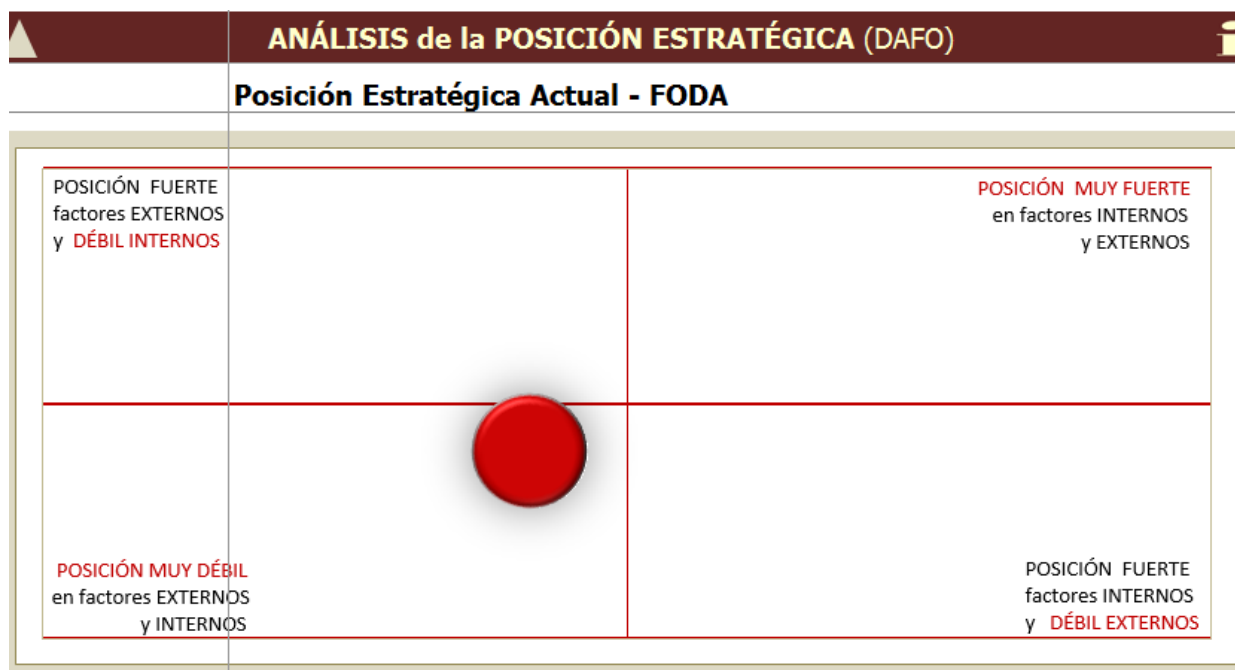 ANÁLISIS de la POSICIÓN ESTRATÉGICA (DAFO)
Posición Estratégica Actual - FODA
POSICIÓN FUERTE
factores EXTERNOS
y DÉBIL INTERNOS
POSICIÓN MUY FUERTE
en factores INTERNOS
y EXTERNOS
POSICIÓN MUY DÉBIL
en factores EXTERNOS
y INTERNOS
POSICIÓN FUERTE
factores INTERNOS
y DÉBIL EXTERNOS